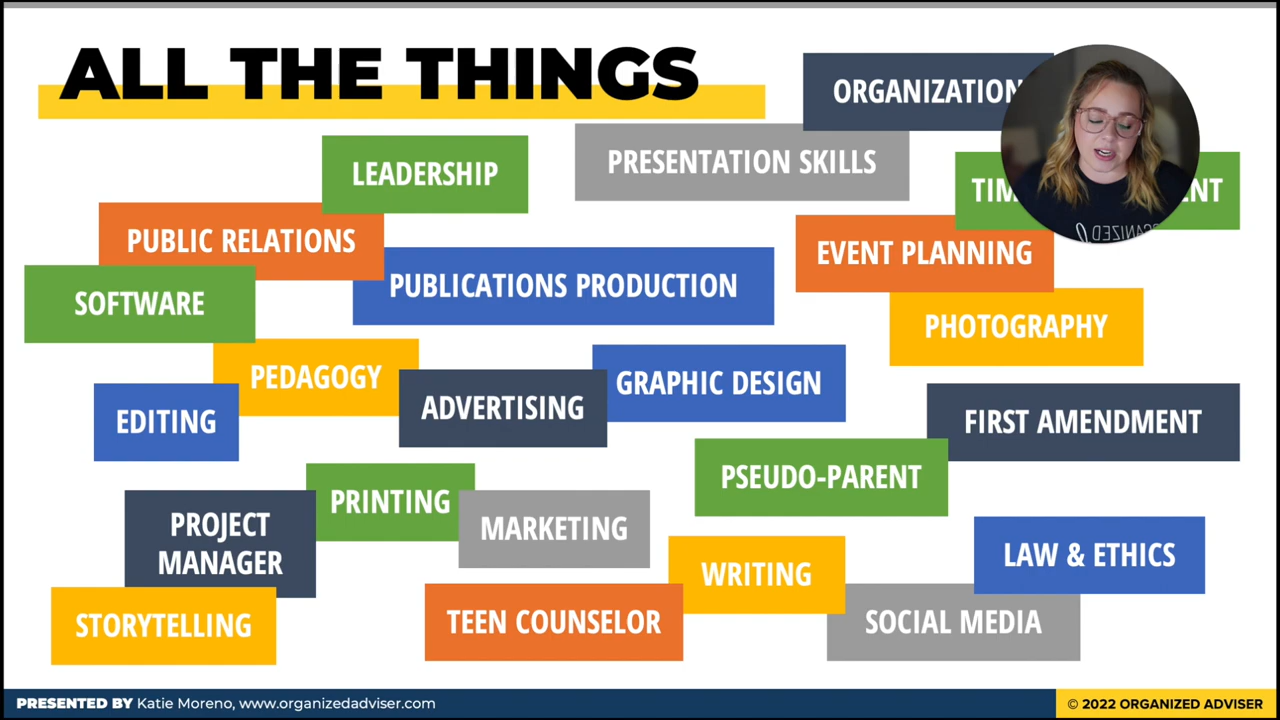 ALL THE THINGS
ORGANIZATION
PRESENTATION SKILLS
LEADERSHIP
PUBLIC RELATIONS
EVENT PLANNING
PUBLICATIONS PRODUCTION
SOFTWARE
PHOTOGRAPHY
PEDAGOGY
GRAPHIC DESIGN
ADVERTISING
EDITING
FIRST AMENDMENT
PSEUDO-PARENT
PRINTING
PROJECT
MANAGER
MARKETING
LAW & ETHICS
WRITING
STORYTELLING
TEEN COUNSELOR
SOCIAL MEDIA
ORGANIZED
PRESENTED BY Katie Moreno, www.organizedadviser.com
© 2022 ORGANIZED ADVISER